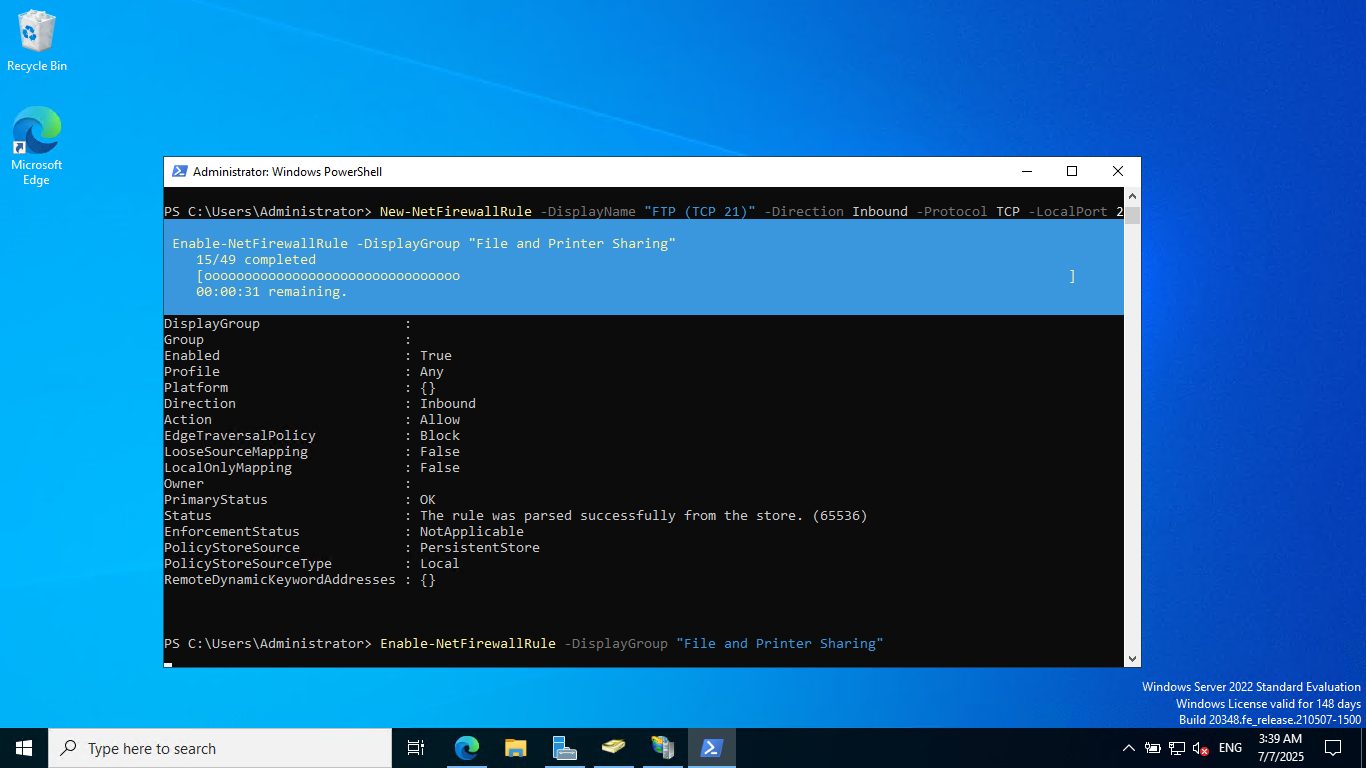 Recycle Bin
Microsoft
Edge
Administrator: Windows PowerShell
PS C:\Users\Administrator> New-NetFirewallRule -DisplayName "FTP (TCP 21)" -Direction Inbound -Protocol TCP -LocalPort 2
Enable-NetFirewallRule -DisplayGroup "File and Printer Sharing"
15/49 completed
[oooooooooooooooooooooooooooooooo ]
00:00:31 remaining.
DisplayGroup :
Group :
Enabled : True
Profile : Any
Platform : {}
Direction : Inbound
Action : Allow
EdgeTraversalPolicy : Block
LooseSourceMapping : False
LocalOnlyMapping : False
Owner :
PrimaryStatus : OK
Status : The rule was parsed successfully from the store. (65536)
EnforcementStatus : NotApplicable
PolicyStoreSource : PersistentStore
PolicyStoreSourceType : Local
RemoteDynamicKeywordAddresses : {}
PS C:\Users\Administrator> Enable-NetFirewallRule -DisplayGroup "File and Printer Sharing"
Windows Server 2022 Standard Evaluation
Windows License valid for 148 days
Build 20348.fe_release.210507-1500
Type here to search
ENG
3:39 AM
7/7/2025